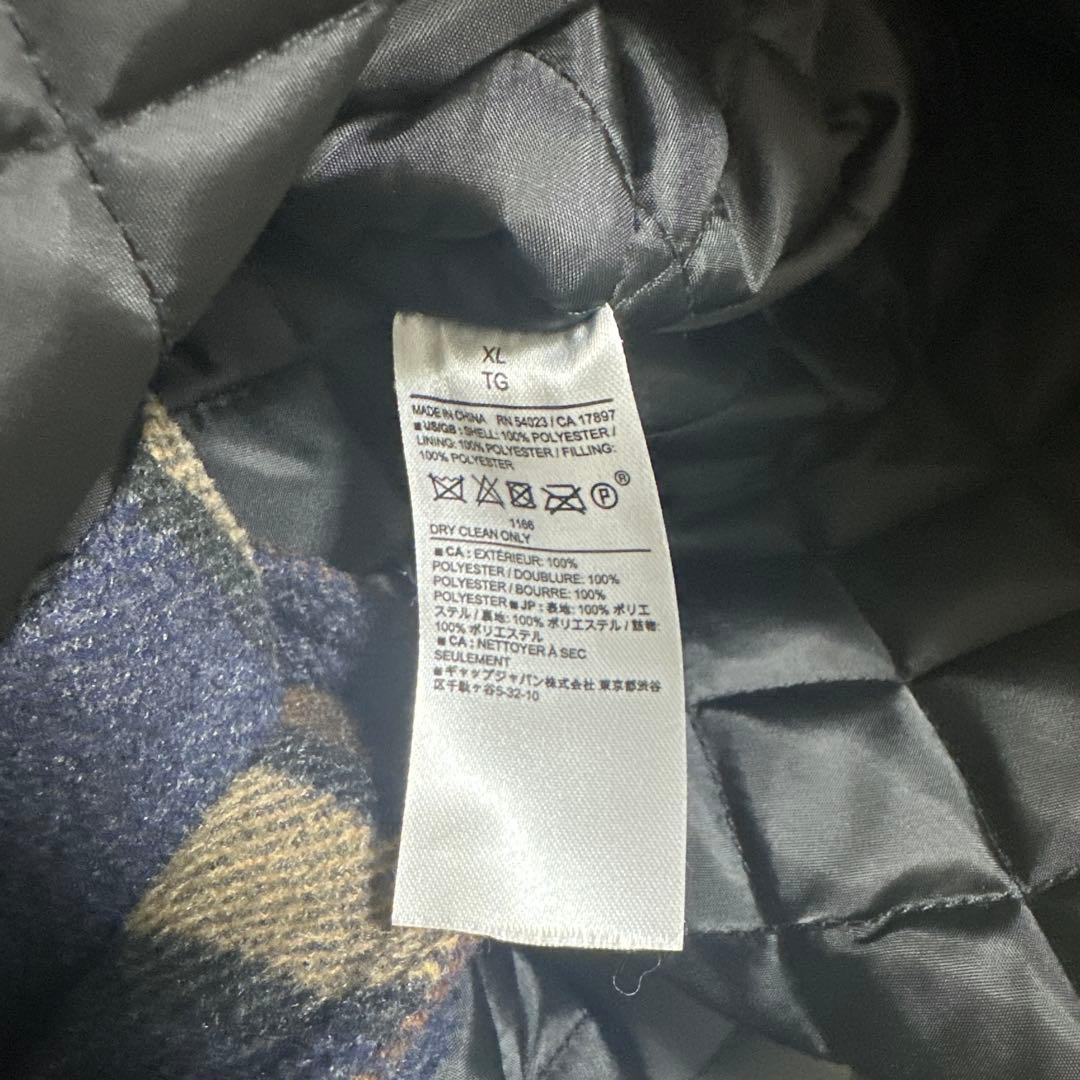 XL
TG
MADE IN CHINA RN 54023 / CA 17897
■ US/GB : SHELL: 100% POLYESTER /
LINING: 100% POLYESTER / FILLING:
100% POLYESTER
P ®
1166
DRY CLEAN ONLY
■ CA : EXTÉRIEUR: 100%
POLYESTER / DOUBLURE: 100%
POLYESTER / BOURRE: 100%
POLYESTER ■ JP : 表地: 100% ポリエ
ステル / 裏地: 100% ポリエステル / 詰物:
100% ポリエステル
■ CA : NETTOYER À SEC
SEULEMENT
■ ギャップジャパン株式会社 東京都渋谷
区千駄ヶ谷5-32-10